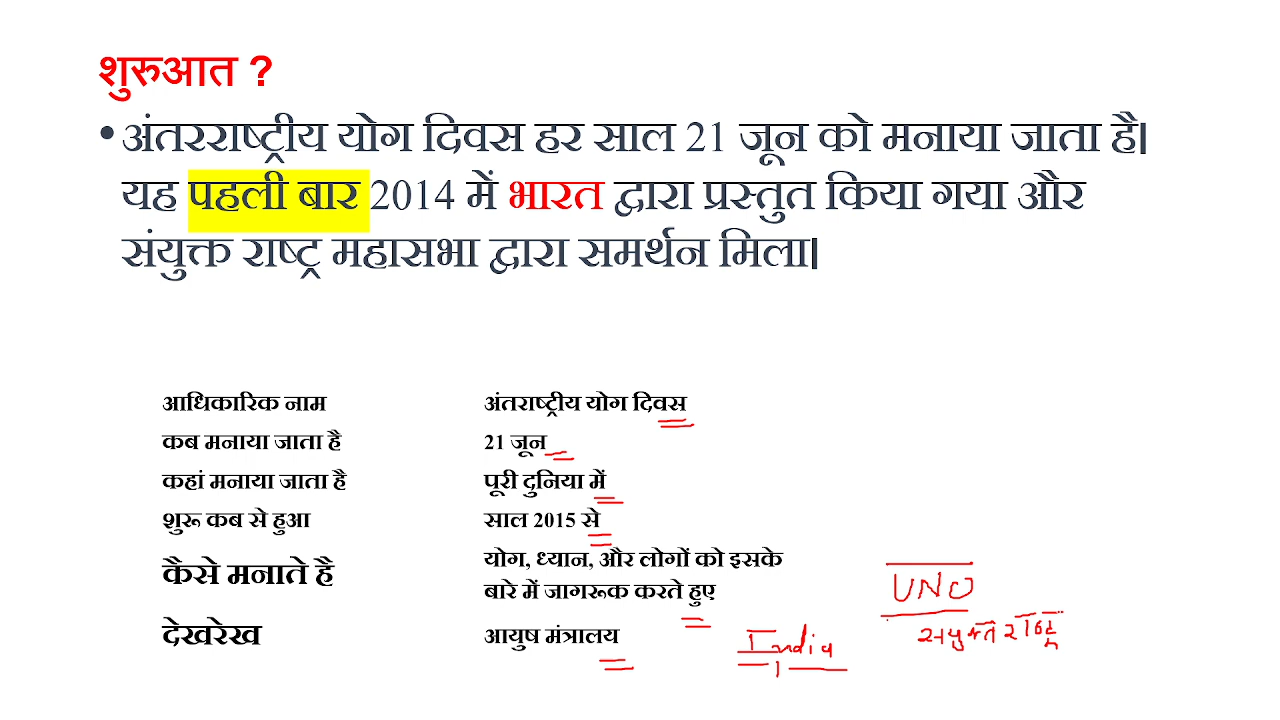 शुरुआत ?
• अंतरराष्ट्रीय योग दिवस हर साल 21 जून को मनाया जाता है।
यह पहली बार 2014 में भारत द्वारा प्रस्तुत किया गया और
संयुक्त राष्ट्र महासभा द्वारा समर्थन मिला।
आधिकारिक नाम अंतराष्ट्रीय योग दिवस
कब मनाया जाता है 21 जून
कहां मनाया जाता है पूरी दुनिया में
शुरू कब से हुआ साल 2015 से
कैसे मनाते है योग, ध्यान, और लोगों को इसके
बारे में जागरूक करते हुए
देखरेख आयुष मंत्रालय
India
UNO
संयुक्त राष्ट्र